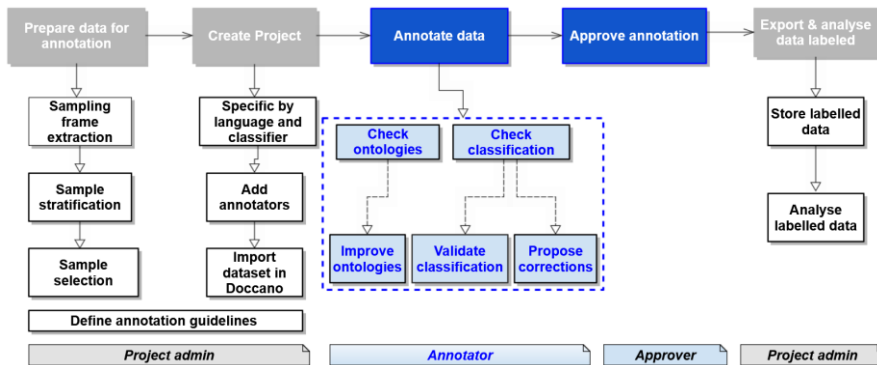 Prepare data for
annotation
Create Project
Annotate data
Approve annotation
Export & analyse
data labeled
Sampling
frame
extraction
Sample
stratification
Sample
selection
Specific by
language and
classifier
Add
annotators
Import
dataset in
Doccano
Define annotation guidelines
Check
ontologies
Check
classification
Improve
ontologies
Validate
classification
Propose
corrections
Store labelled
data
Analyse
labelled data
Project admin
Annotator
Approver
Project admin